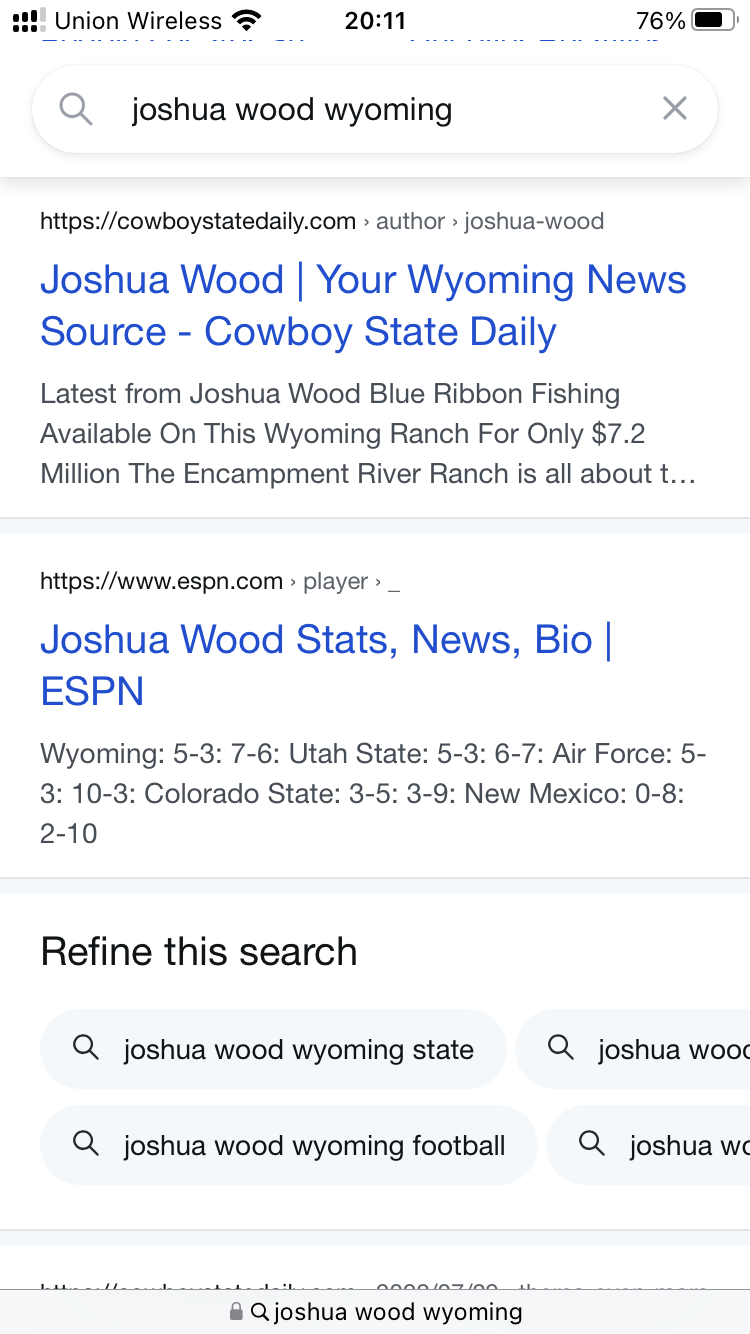 Union Wireless 20:11 76%
joshua wood wyoming
https://cowboystatedaily.com › author › joshua-wood
Joshua Wood | Your Wyoming News
Source - Cowboy State Daily
Latest from Joshua Wood Blue Ribbon Fishing
Available On This Wyoming Ranch For Only $7.2
Million The Encampment River Ranch is all about t…
https://www.espn.com › player › _
Joshua Wood Stats, News, Bio |
ESPN
Wyoming: 5-3: 7-6: Utah State: 5-3: 6-7: Air Force: 5-
3: 10-3: Colorado State: 3-5: 3-9: New Mexico: 0-8:
2-10
Refine this search
joshua wood wyoming state joshua wood
joshua wood wyoming football joshua wo
joshua wood wyoming